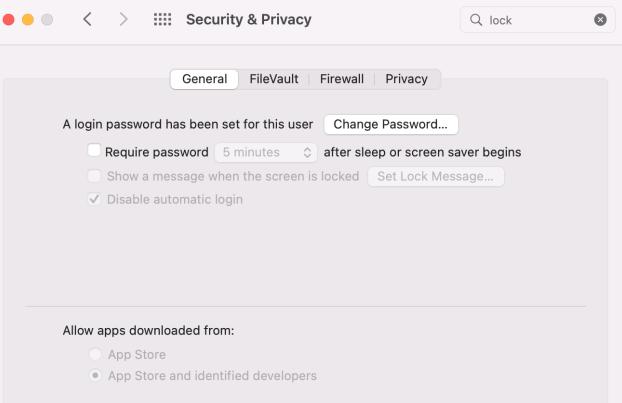 Security & Privacy
lock
General FileVault Firewall Privacy
A login password has been set for this user Change Password...
Require password 5 minutes after sleep or screen saver begins
Show a message when the screen is locked Set Lock Message...
Disable automatic login
Allow apps downloaded from:
App Store
App Store and identified developers